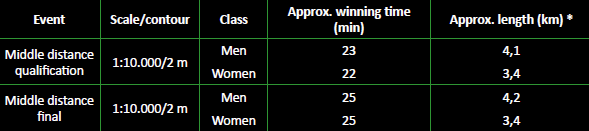 Event Scale/contour Class Approx. winning time (min) Approx. length (km) *
Middle distance qualification 1:10.000/2 m Men 23 4,1
Women 22 3,4
Middle distance final 1:10.000/2 m Men 25 4,2
Women 25 3,4